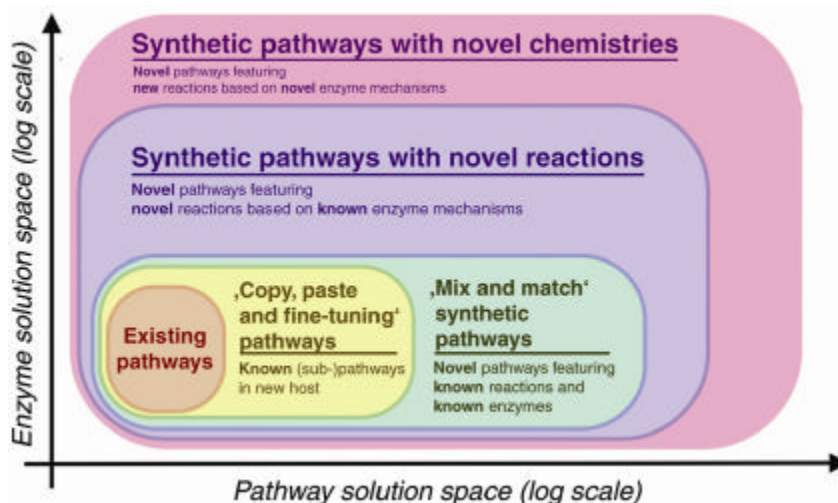 Enzyme solution space (log scale)
Synthetic pathways with novel chemistries
Novel pathways featuring
new reactions based on novel enzyme mechanisms
Synthetic pathways with novel reactions
Novel pathways featuring
novel reactions based on known enzyme mechanisms
Existing
pathways
‚Copy, paste
and fine-tuning‘
pathways
Known (sub-)pathways
in new host
‚Mix and match‘
synthetic
pathways
Novel pathways featuring
known reactions and
known enzymes
Pathway solution space (log scale)